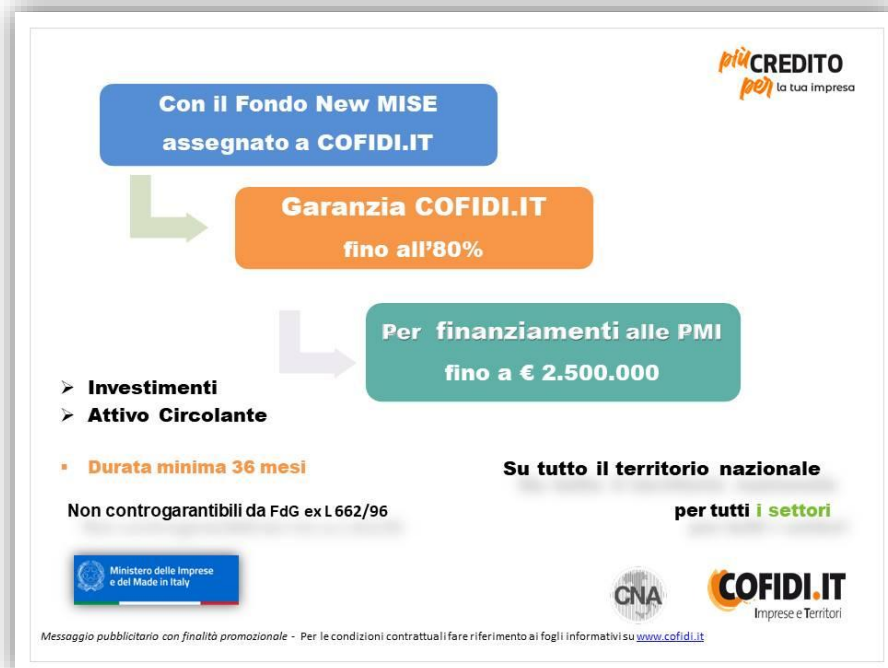 più CREDITO
per la tua impresa
Con il Fondo New MISE
assegnato a COFIDI.IT
Garanzia COFIDI.IT
fino all'80%
Per finanziamenti alle PMI
fino a € 2.500.000
➢ Investimenti
➢ Attivo Circolante
▪ Durata minima 36 mesi
Su tutto il territorio nazionale
Non controgarantibili da FdG ex L 662/96
per tutti i settori
Ministero delle Imprese
e del Made in Italy
CNA
COFIDI.IT
Imprese e Territori
Messaggio pubblicitario con finalità promozionale - Per le condizioni contrattuali fare riferimento ai fogli informativi su www.cofidi.it